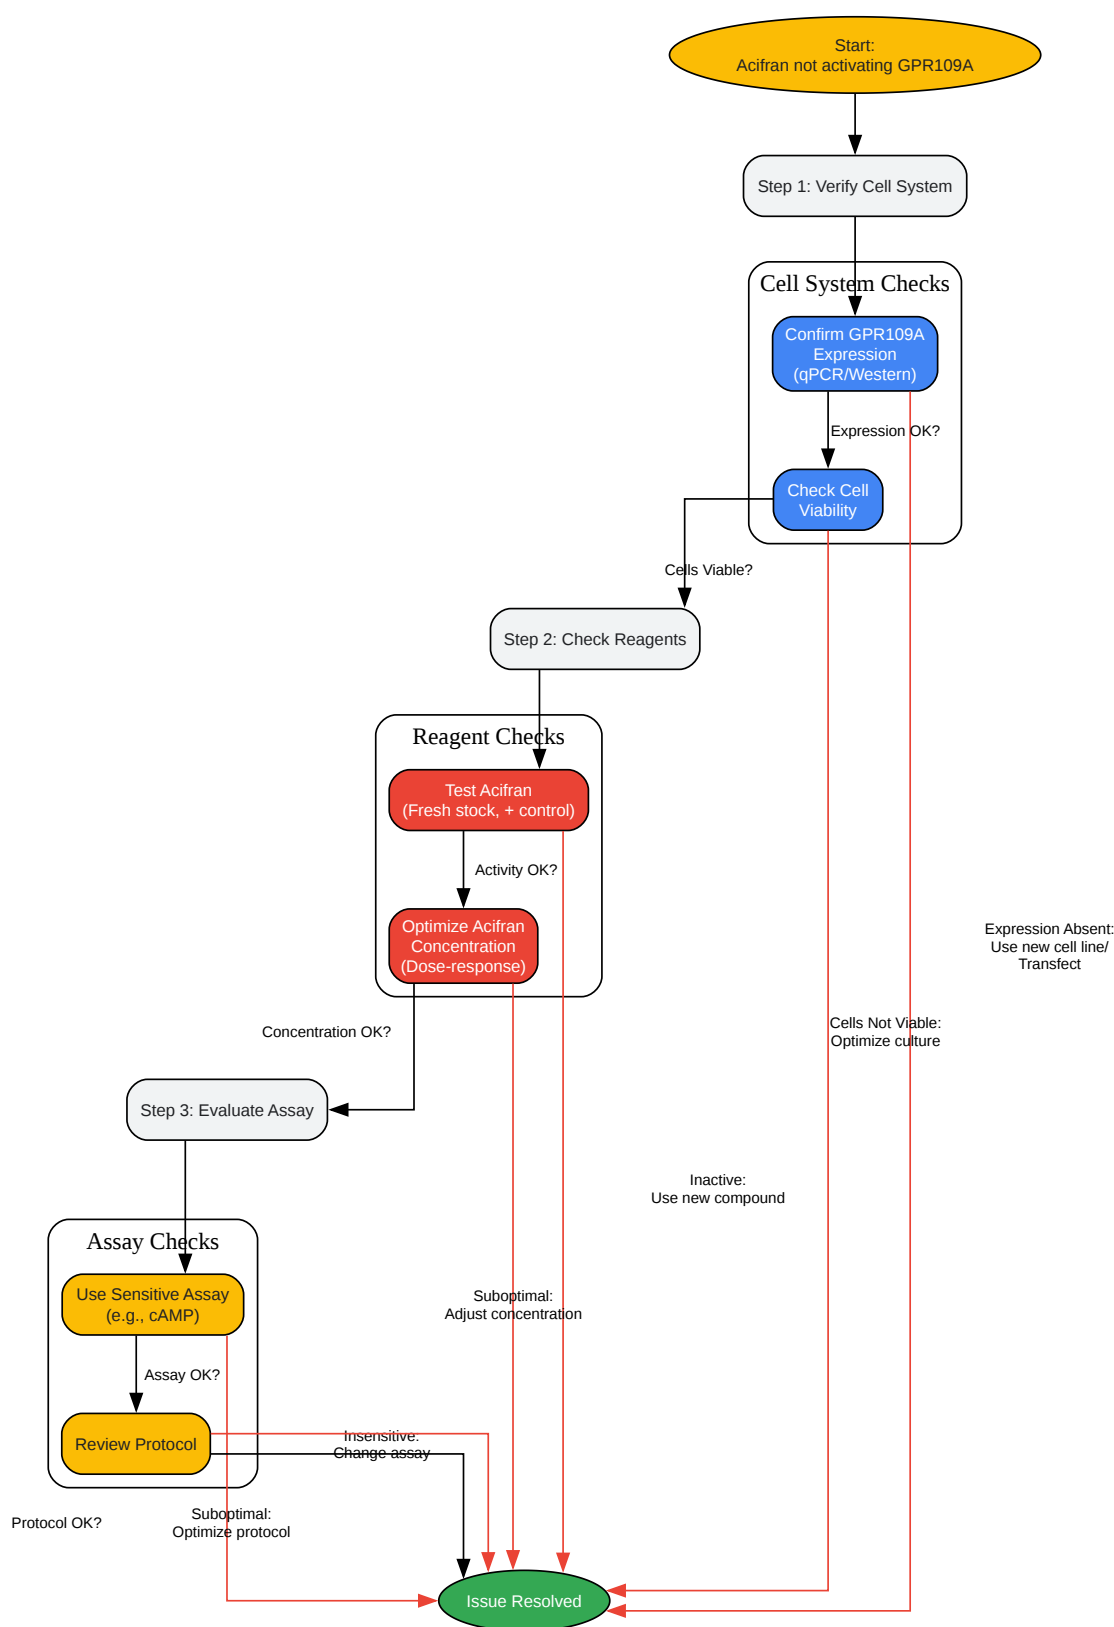 Start:
Acifran not activating GPR109A
Step 1: Verify Cell System
Cell System Checks
Confirm GPR109A
Expression
(qPCR/Western)
Expression OK?
Check Cell
Viability
Cells Viable?
Step 2: Check Reagents
Reagent Checks
Test Acifran
(Fresh stock, + control)
Activity OK?
Optimize Acifran
Concentration
(Dose-response)
Expression Absent:
Use new cell line/
Transfect
Concentration OK?
Cells Not Viable:
Optimize culture
Step 3: Evaluate Assay
Inactive:
Use new compound
Assay Checks
Use Sensitive Assay
(e.g., cAMP)
Suboptimal:
Adjust concentration
Assay OK?
Review Protocol
Insensitive:
Change assay
Protocol OK?
Suboptimal:
Optimize protocol
Issue Resolved